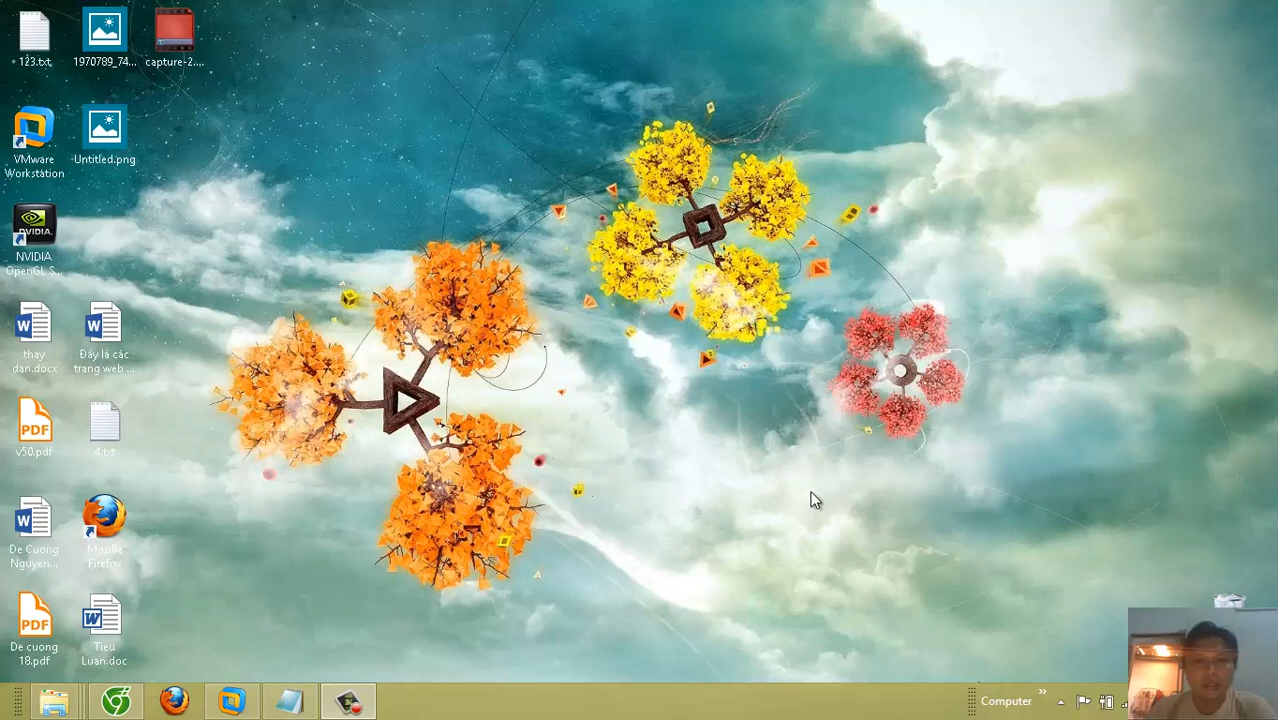 123.txt
1970789_74...
capture-2....
VMware
Workstation
Untitled.png
NVIDIA.
NVIDIA
OpenGL S...
W
thay
dan.docx
W
Đây là các
trang web ...
PDF
v50.pdf
4.txt
W
De Cuong
Nguyen...
Mozilla
Firefox
PDF
De cuong
18.pdf
W
Tieu
Luan.doc
Computer
»